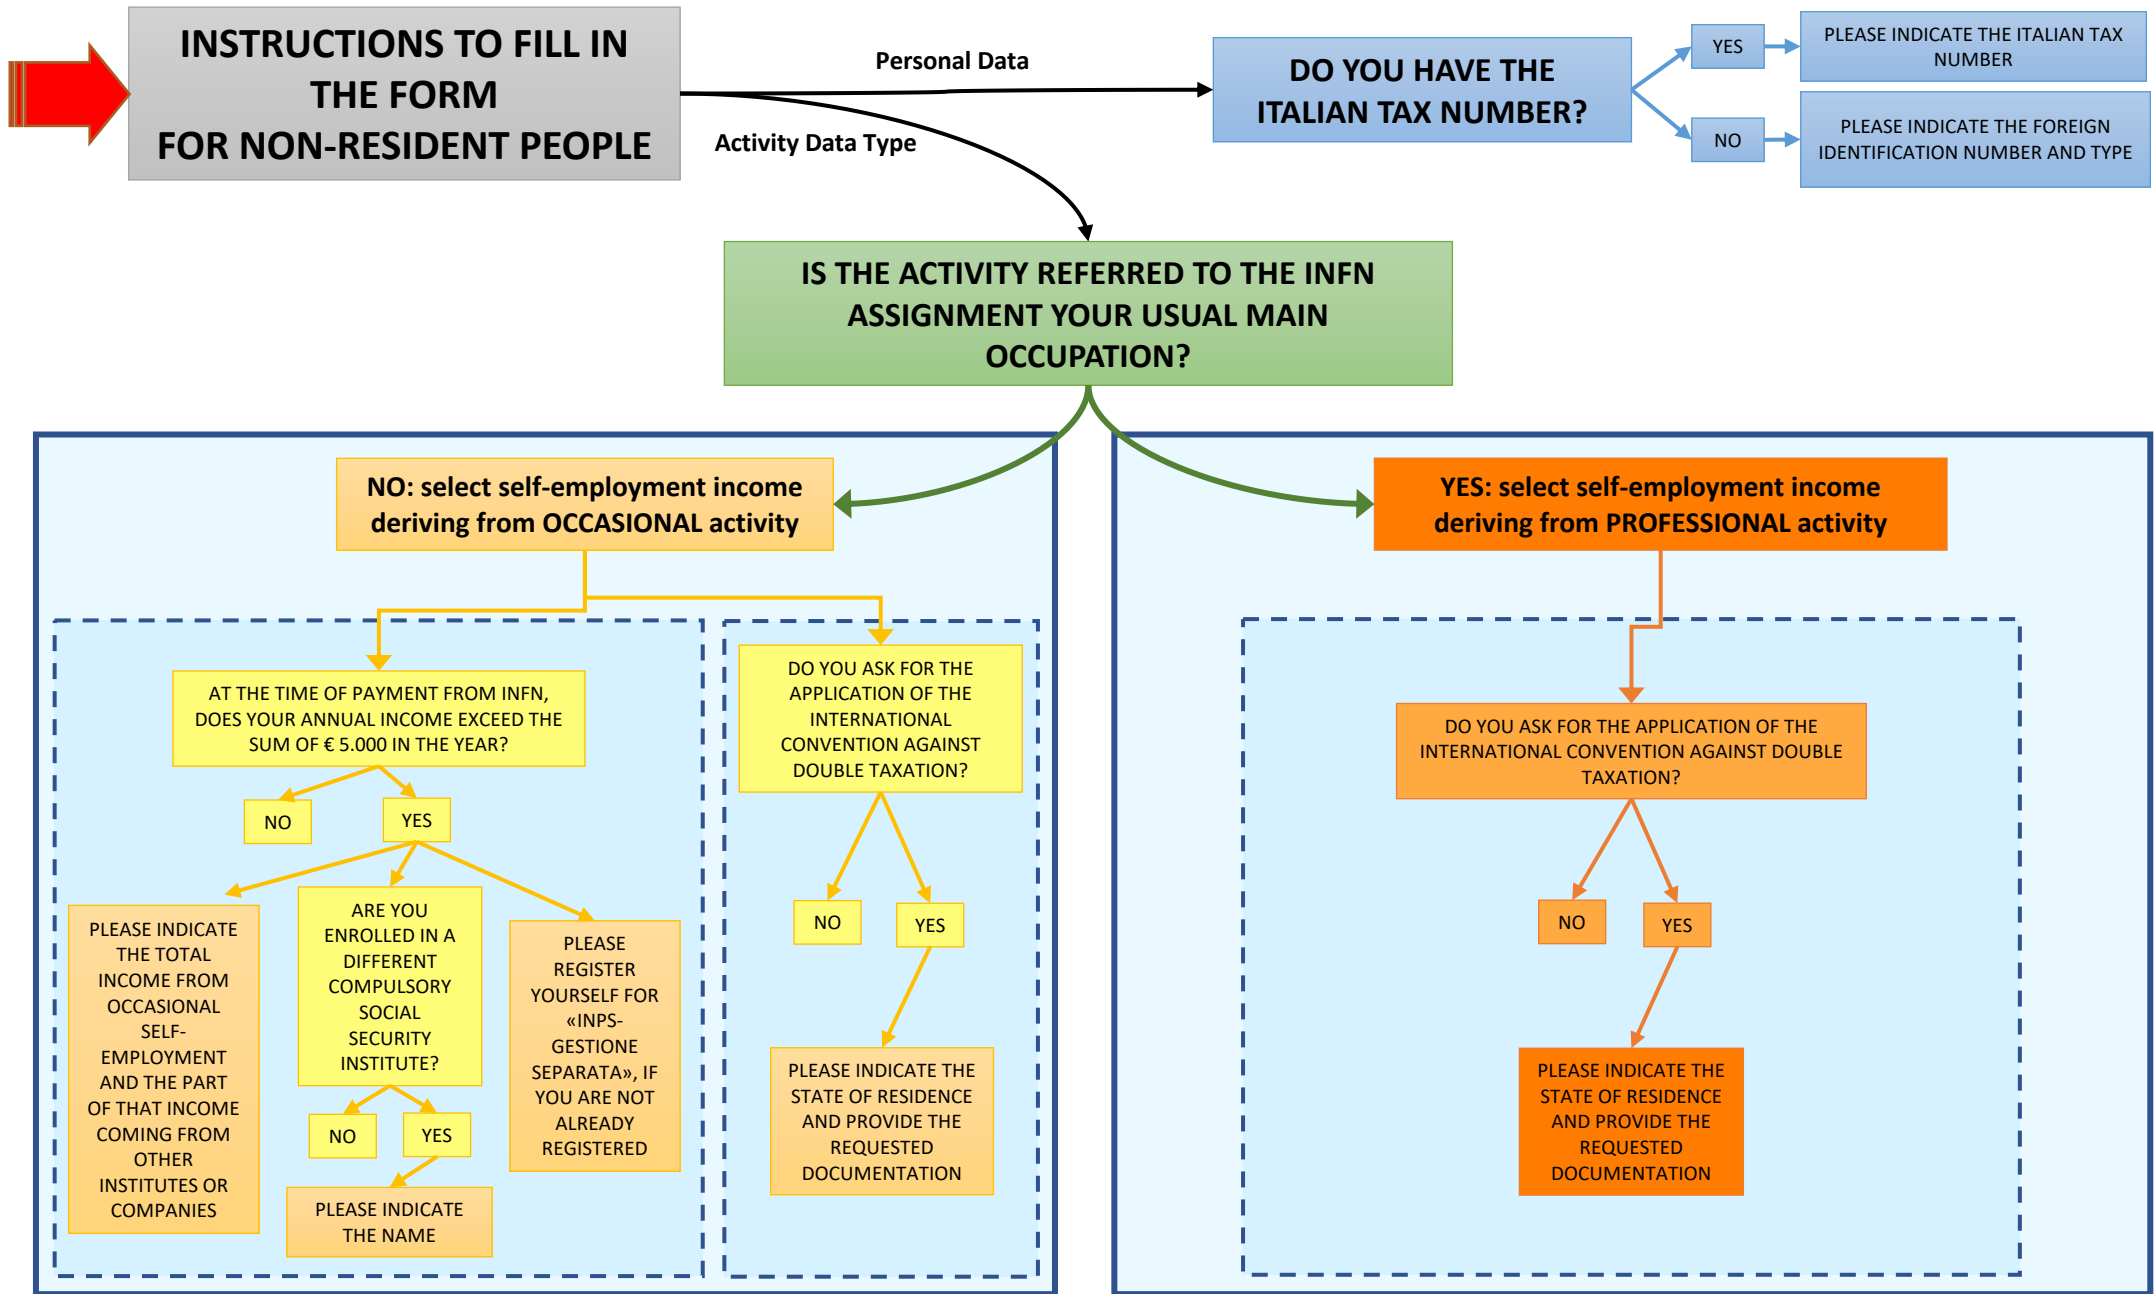 INSTRUCTIONS TO FILL IN
THE FORM
FOR NON-RESIDENT PEOPLE
Personal Data
Activity Data Type
DO YOU HAVE THE
ITALIAN TAX NUMBER?
YES
PLEASE INDICATE THE ITALIAN TAX
NUMBER
NO
PLEASE INDICATE THE FOREIGN
IDENTIFICATION NUMBER AND TYPE
IS THE ACTIVITY REFERRED TO THE INFN
ASSIGNMENT YOUR USUAL MAIN
OCCUPATION?
NO: select self-employment income
deriving from OCCASIONAL activity
AT THE TIME OF PAYMENT FROM INFN,
DOES YOUR ANNUAL INCOME EXCEED THE
SUM OF € 5.000 IN THE YEAR?
NO
YES
PLEASE INDICATE
THE TOTAL
INCOME FROM
OCCASIONAL
SELF-
EMPLOYMENT
AND THE PART
OF THAT INCOME
COMING FROM
OTHER
INSTITUTES OR
COMPANIES
ARE YOU
ENROLLED IN A
DIFFERENT
COMPULSORY
SOCIAL
SECURITY
INSTITUTE?
NO
YES
PLEASE INDICATE
THE NAME
PLEASE
REGISTER
YOURSELF FOR
«INPS-
GESTIONE
SEPARATA», IF
YOU ARE NOT
ALREADY
REGISTERED
DO YOU ASK FOR THE
APPLICATION OF THE
INTERNATIONAL
CONVENTION AGAINST
DOUBLE TAXATION?
NO
YES
PLEASE INDICATE THE
STATE OF RESIDENCE
AND PROVIDE THE
REQUESTED
DOCUMENTATION
YES: select self-employment income
deriving from PROFESSIONAL activity
DO YOU ASK FOR THE APPLICATION OF THE
INTERNATIONAL CONVENTION AGAINST DOUBLE
TAXATION?
NO
YES
PLEASE INDICATE THE
STATE OF RESIDENCE
AND PROVIDE THE
REQUESTED
DOCUMENTATION